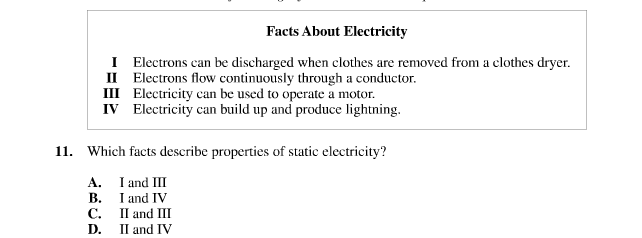 Facts About Electricity
I Electrons can be discharged when clothes are removed from a clothes dryer.
II Electrons flow continuously through a conductor.
III Electricity can be used to operate a motor.
IV Electricity can build up and produce lightning.
11. Which facts describe properties of static electricity?
A. I and III
B. I and IV
C. II and III
D. II and IV